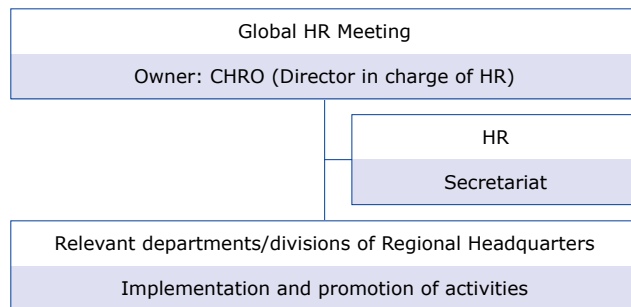 Global HR Meeting
Owner: CHRO (Director in charge of HR)
HR
Secretariat
Relevant departments/divisions of Regional Headquarters
Implementation and promotion of activities